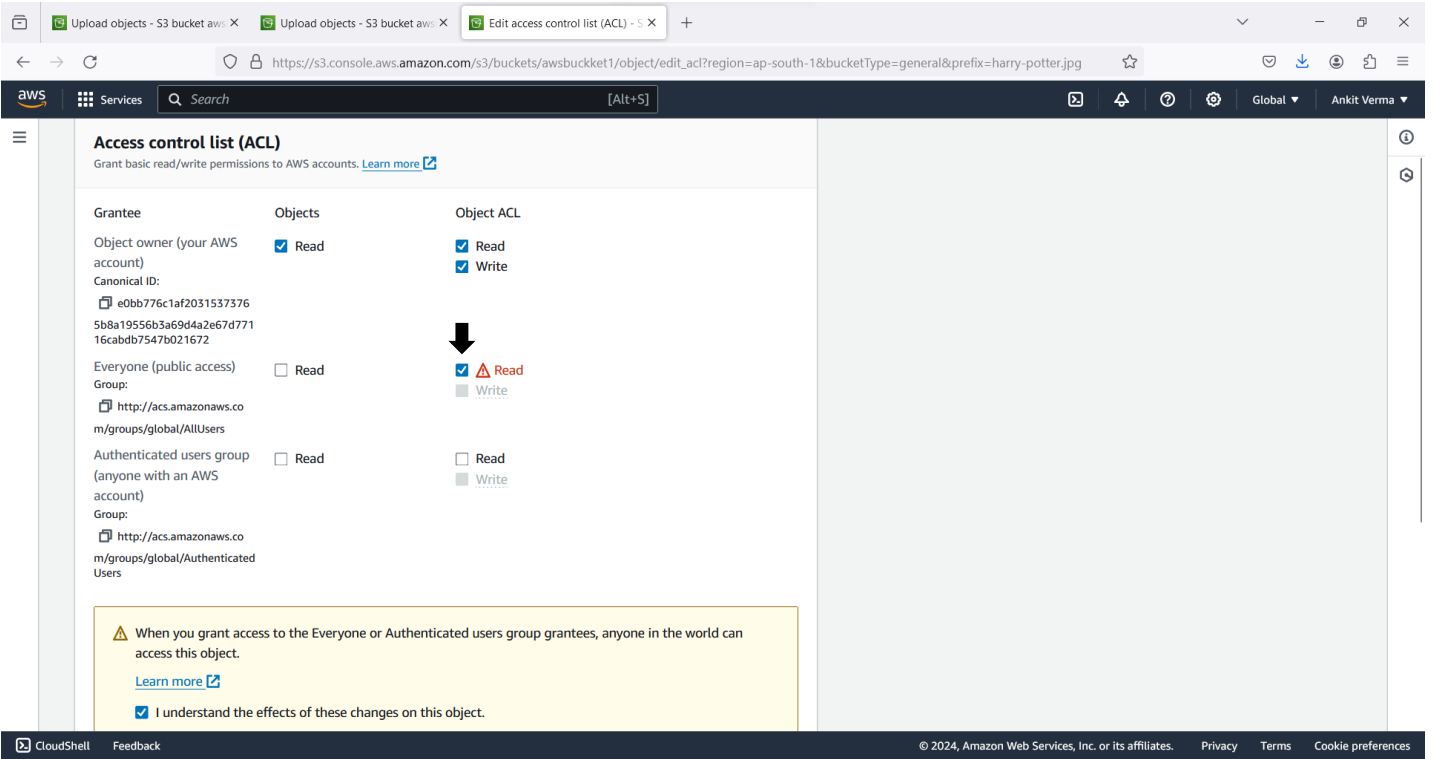 Upload objects - S3 bucket aws
Upload objects - S3 bucket aws
Edit access control list (ACL) - S
https://s3.console.aws.amazon.com/s3/buckets/awsbuckket1/object/edit_acl?region=ap-south-1&bucketType=general&prefix=harry-potter.jpg
aws
Services
Search
[Alt+S]
Global
Ankit Verma
Access control list (ACL)
Grant basic read/write permissions to AWS accounts. Learn more
Grantee
Objects
Object ACL
Object owner (your AWS
account)
Canonical ID:
e0bb776c1af2031537376
5b8a19556b3a69d4a2e67d771
16cabdb7547b021672
Read
Read
Write
Everyone (public access)
Group:
http://acs.amazonaws.co
m/groups/global/AllUsers
Read
Read
Write
Authenticated users group
(anyone with an AWS
account)
Group:
http://acs.amazonaws.co
m/groups/global/Authenticated
Users
Read
Read
Write
When you grant access to the Everyone or Authenticated users group grantees, anyone in the world can
access this object.
Learn more
I understand the effects of these changes on this object.
CloudShell
Feedback
© 2024, Amazon Web Services, Inc. or its affiliates.
Privacy
Terms
Cookie preferences